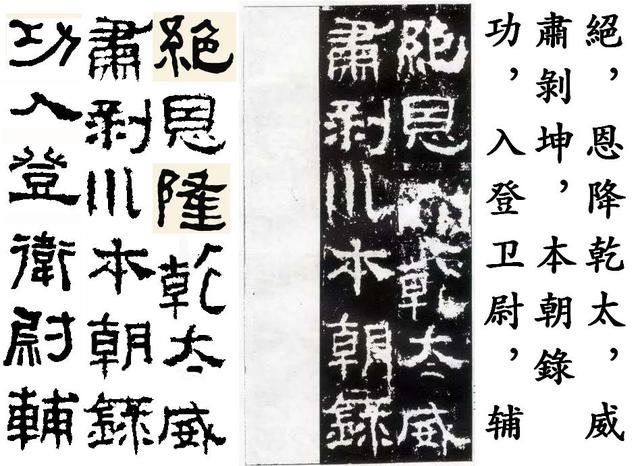 絕，恩降乾太，威
肅剝坤，本朝錄
功，入登卫尉，辅
絕恩乾太威
肅剝川本朝錄
絕恩隆乾太威
肅剝川本朝錄
功入登衛尉輔